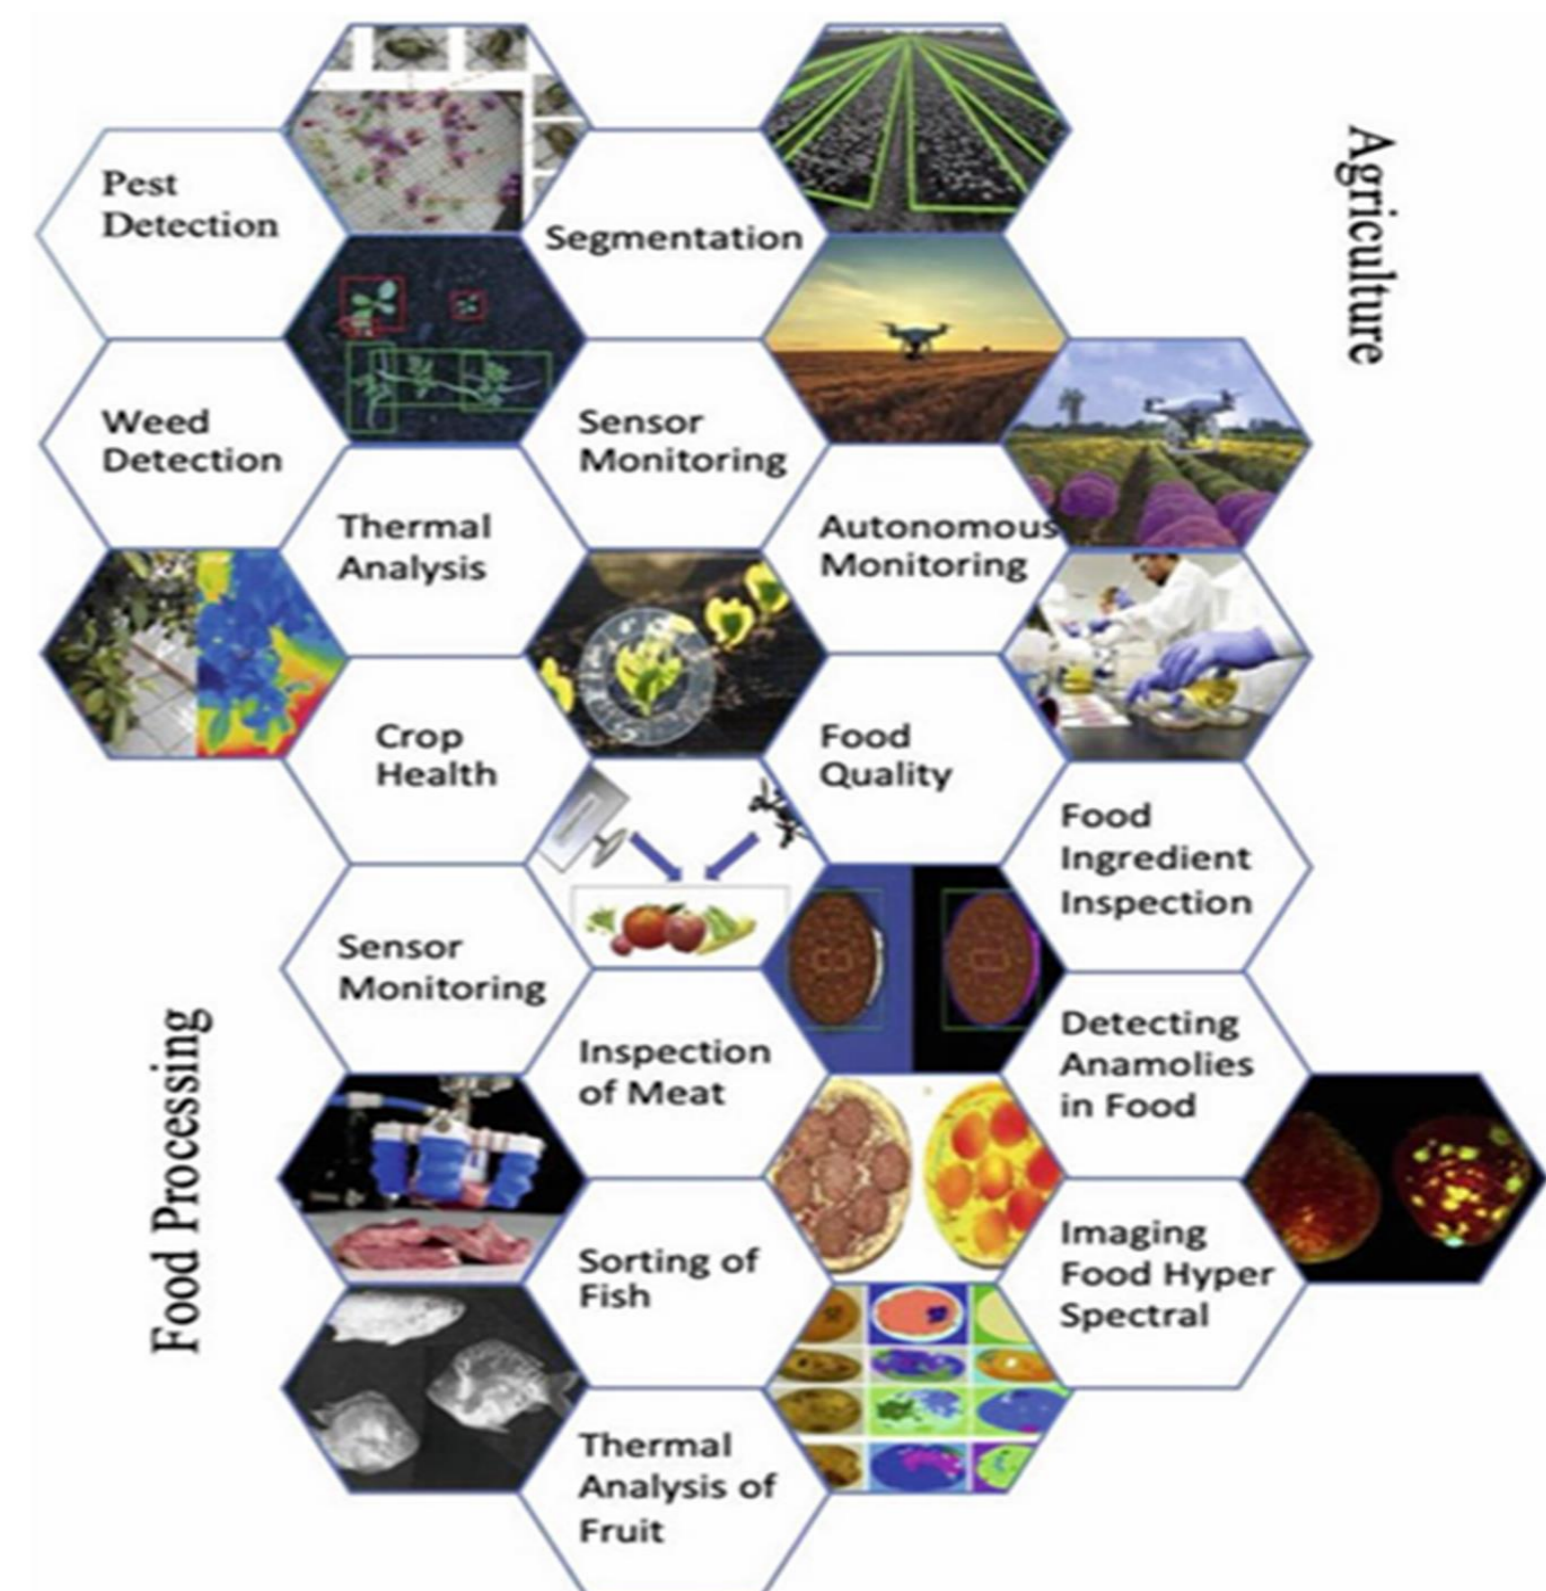 Agriculture
Pest
Detection
Segmentation
Weed
Detection
Sensor
Monitoring
Thermal
Analysis
Autonomous
Monitoring
Crop
Health
Food
Quality
Food
Ingredient
Inspection
Sensor
Monitoring
Food Processing
Inspection
of Meat
Detecting
Anamolies
in Food
Sorting of
Fish
Imaging
Food Hyper
Spectral
Thermal
Analysis of
Fruit